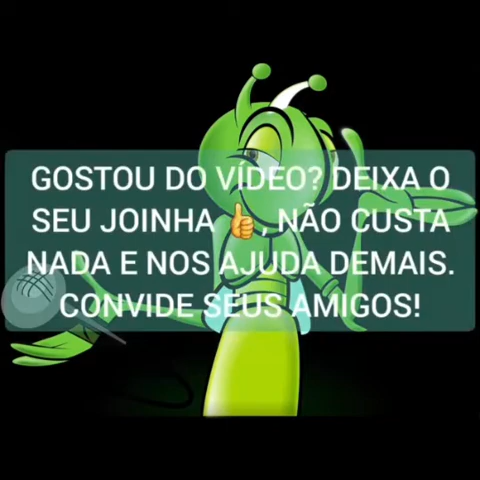 GOSTOU DO VÍDEO? DEIXA O
SEU JOINHA 👍, NÃO CUSTA
NADA E NOS AJUDA DEMAIS.
CONVIDE SEUS AMIGOS!